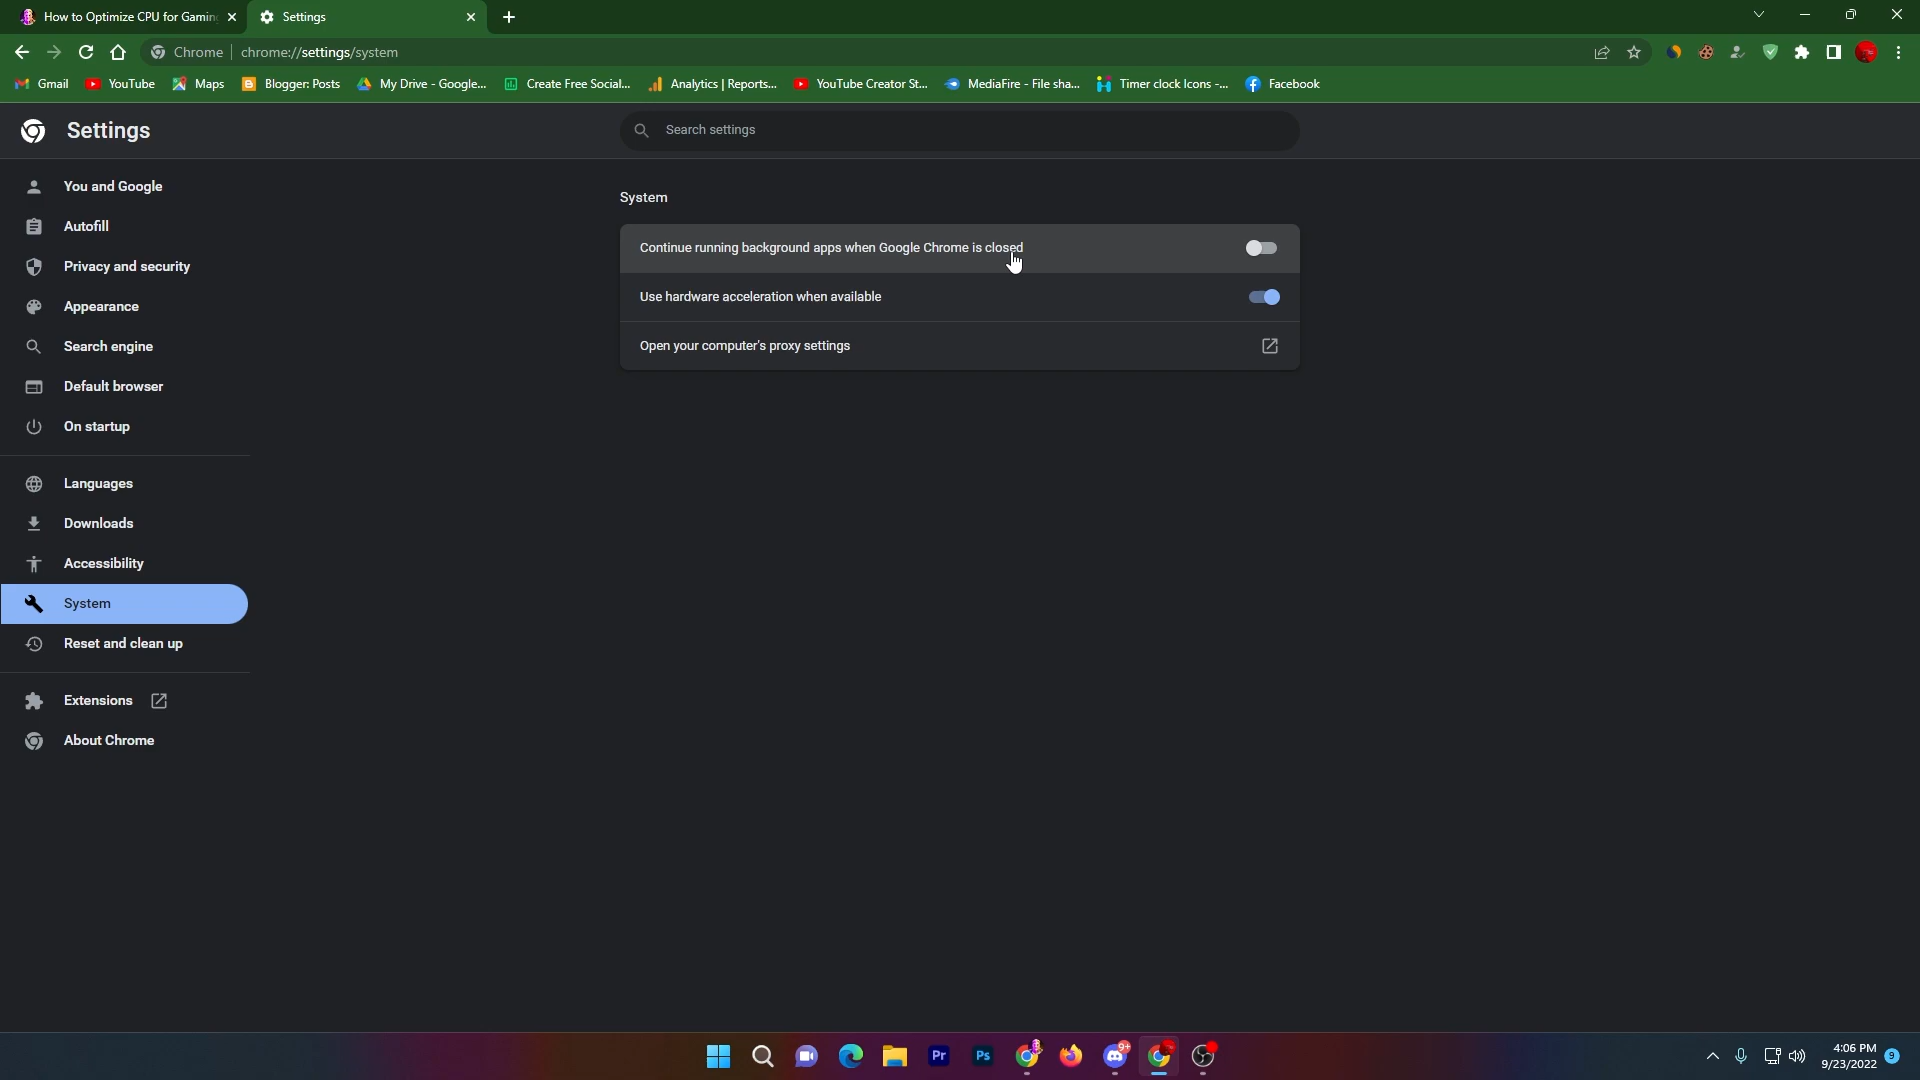 How to Optimize CPU for Gamin
Settings
Chrome
chrome://settings/system
Gmail
YouTube
Maps
Blogger: Posts
My Drive - Google...
Create Free Social...
Analytics | Reports...
YouTube Creator St...
MediaFire - File sha...
Timer clock Icons -...
Facebook
Settings
Search settings
You and Google
Autofill
Privacy and security
Appearance
Search engine
Default browser
On startup
Languages
Downloads
Accessibility
System
Reset and clean up
Extensions
About Chrome
System
Continue running background apps when Google Chrome is closed
Use hardware acceleration when available
Open your computer's proxy settings
Pr
Ps
9+
4:06 PM
9/23/2022
9